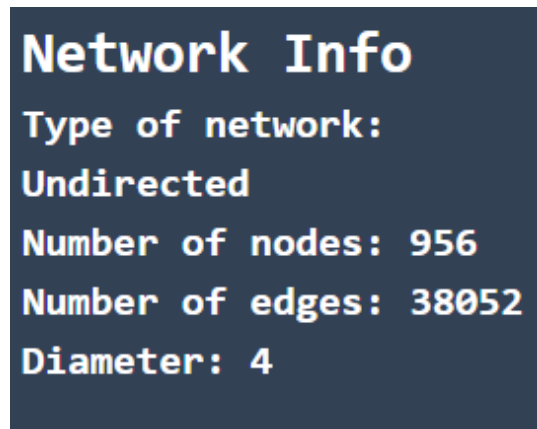 Network Info
Type of network:
Undirected
Number of nodes: 956
Number of edges: 38052
Diameter: 4